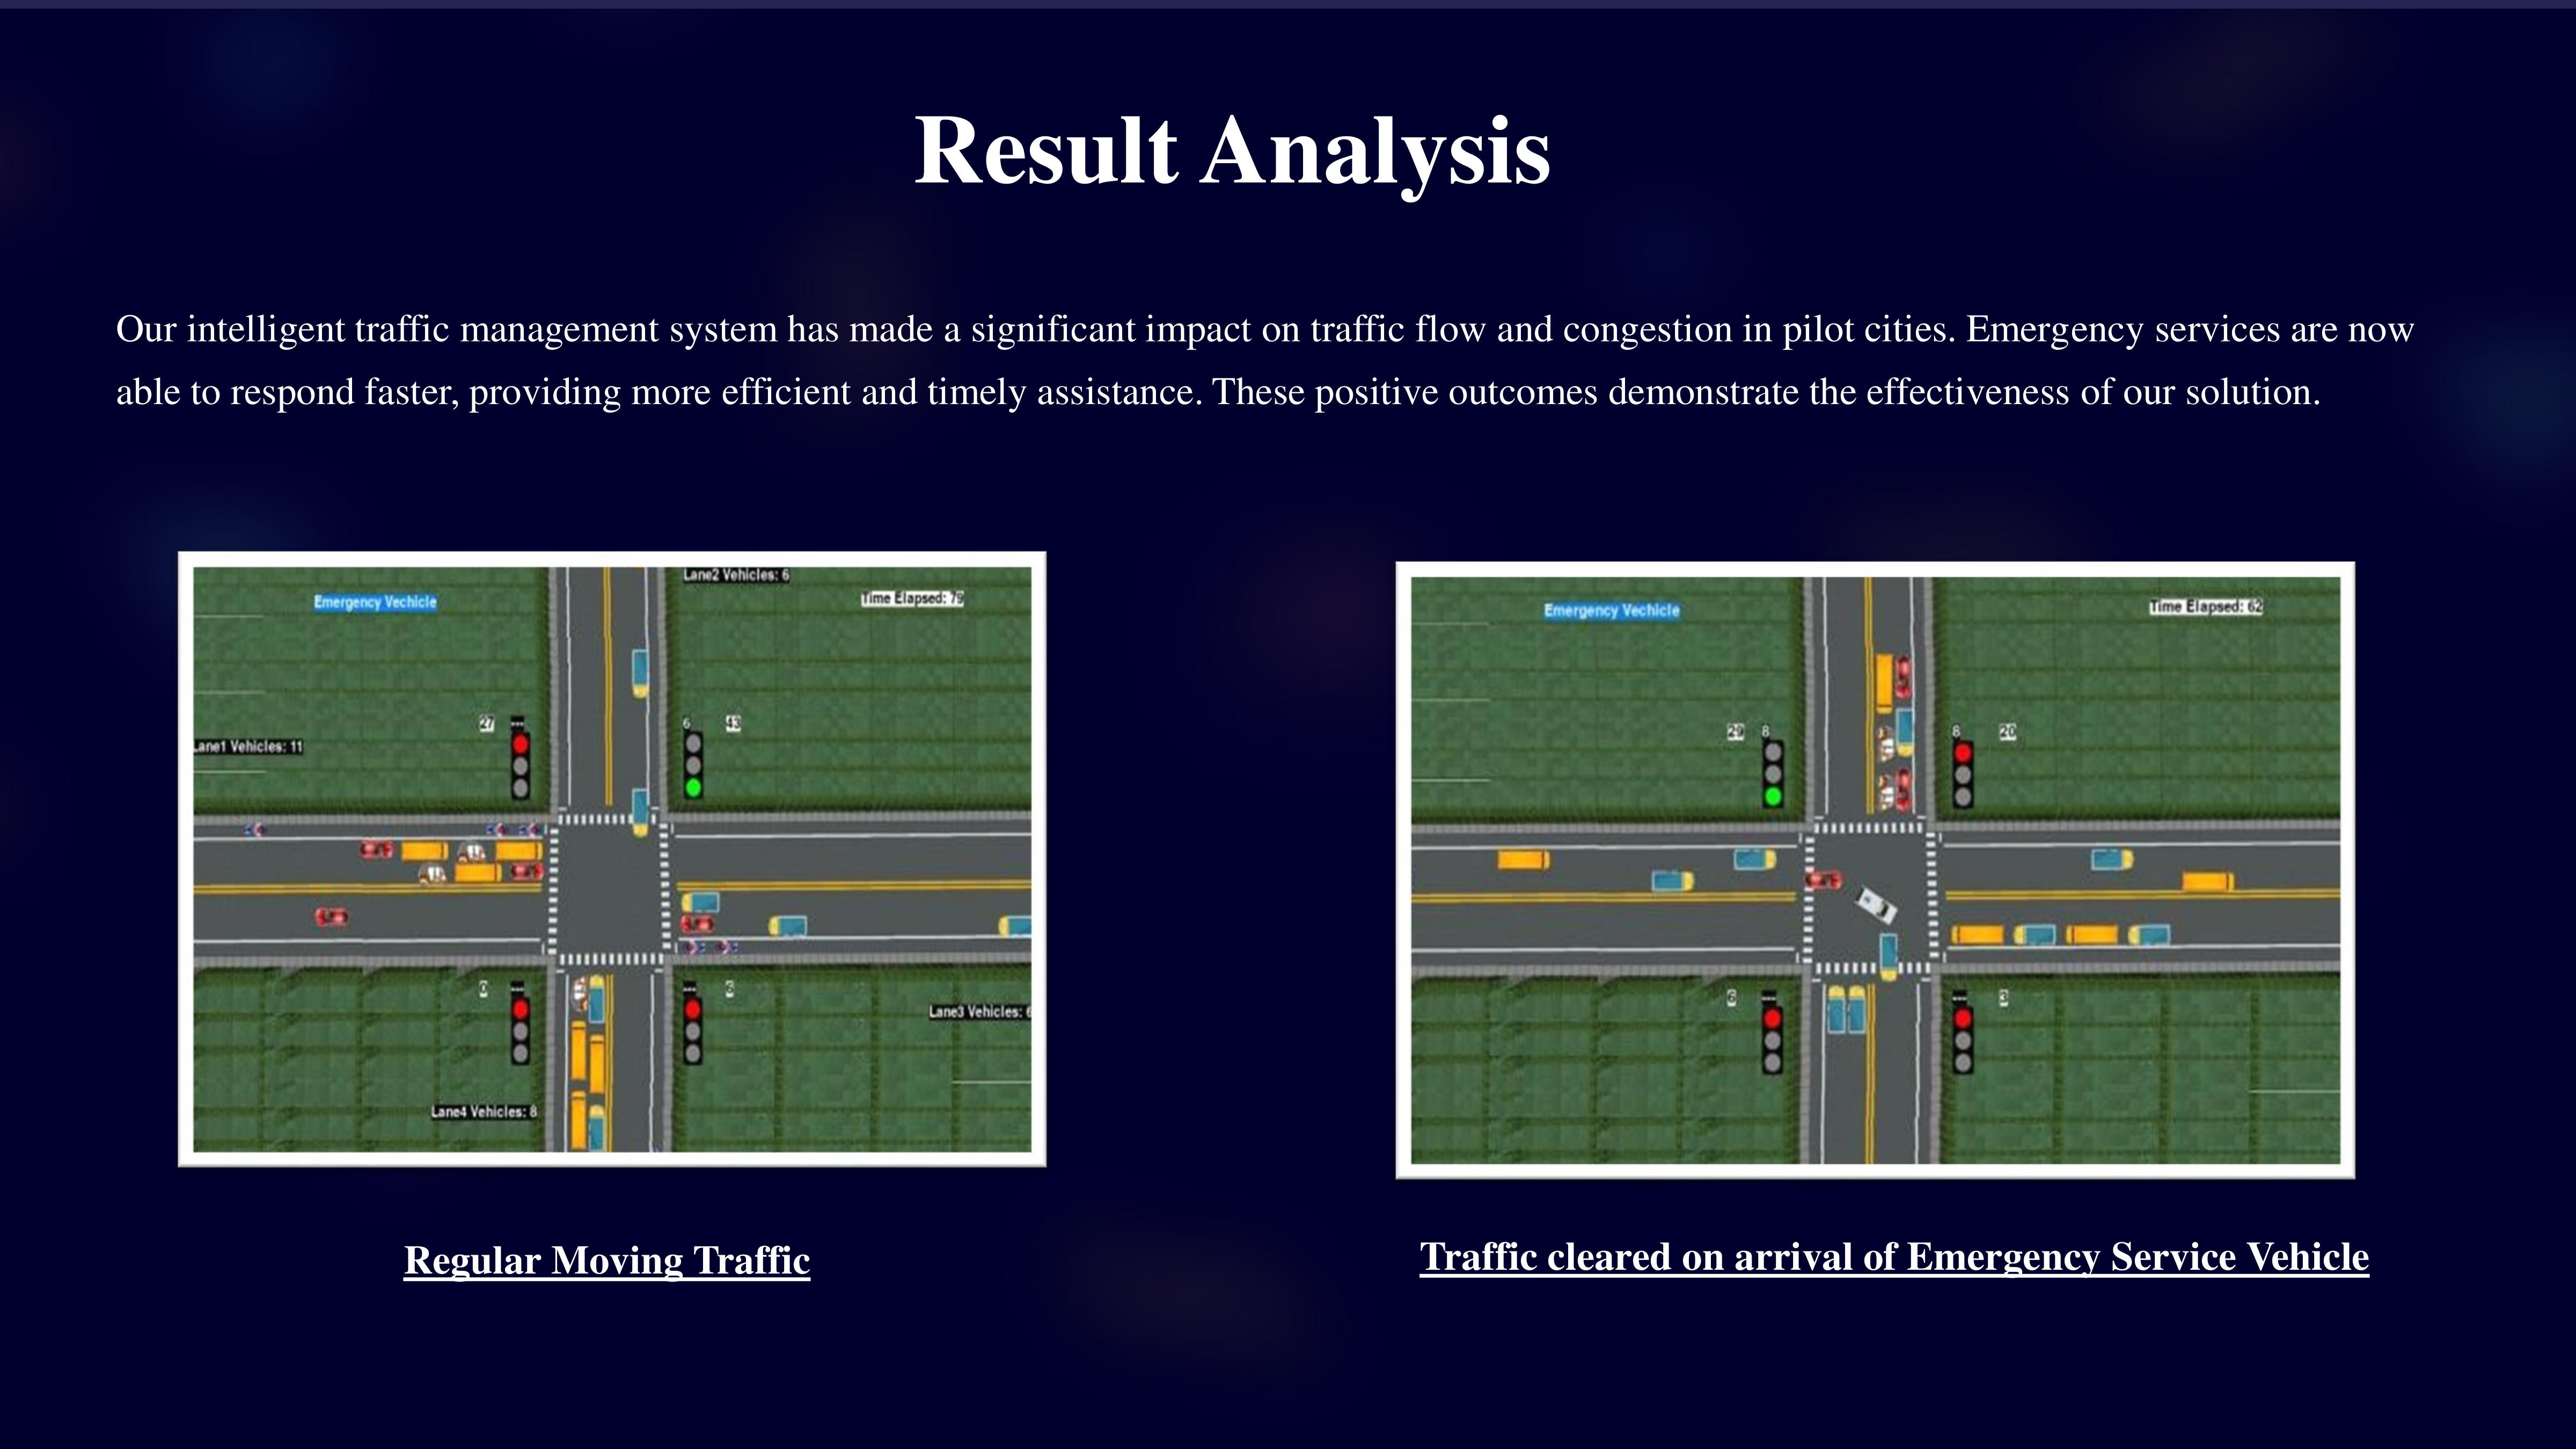 Result Analysis
Our intelligent traffic management system has made a significant impact on traffic flow and congestion in pilot cities. Emergency services are now
able to respond faster, providing more efficient and timely assistance. These positive outcomes demonstrate the effectiveness of our solution.
Lane2 Vehicles: 6
Emergency Vechicle
Time Elapsed: 79
27
6
43
Lane1 Vehicles: 11
0
---
--- 6
Lane3 Vehicles: 6
Lane4 Vehicles: 8
Emergency Vechicle
Time Elapsed: 62
29
8
8
20
6
---
--- 3
Regular Moving Traffic
Traffic cleared on arrival of Emergency Service Vehicle